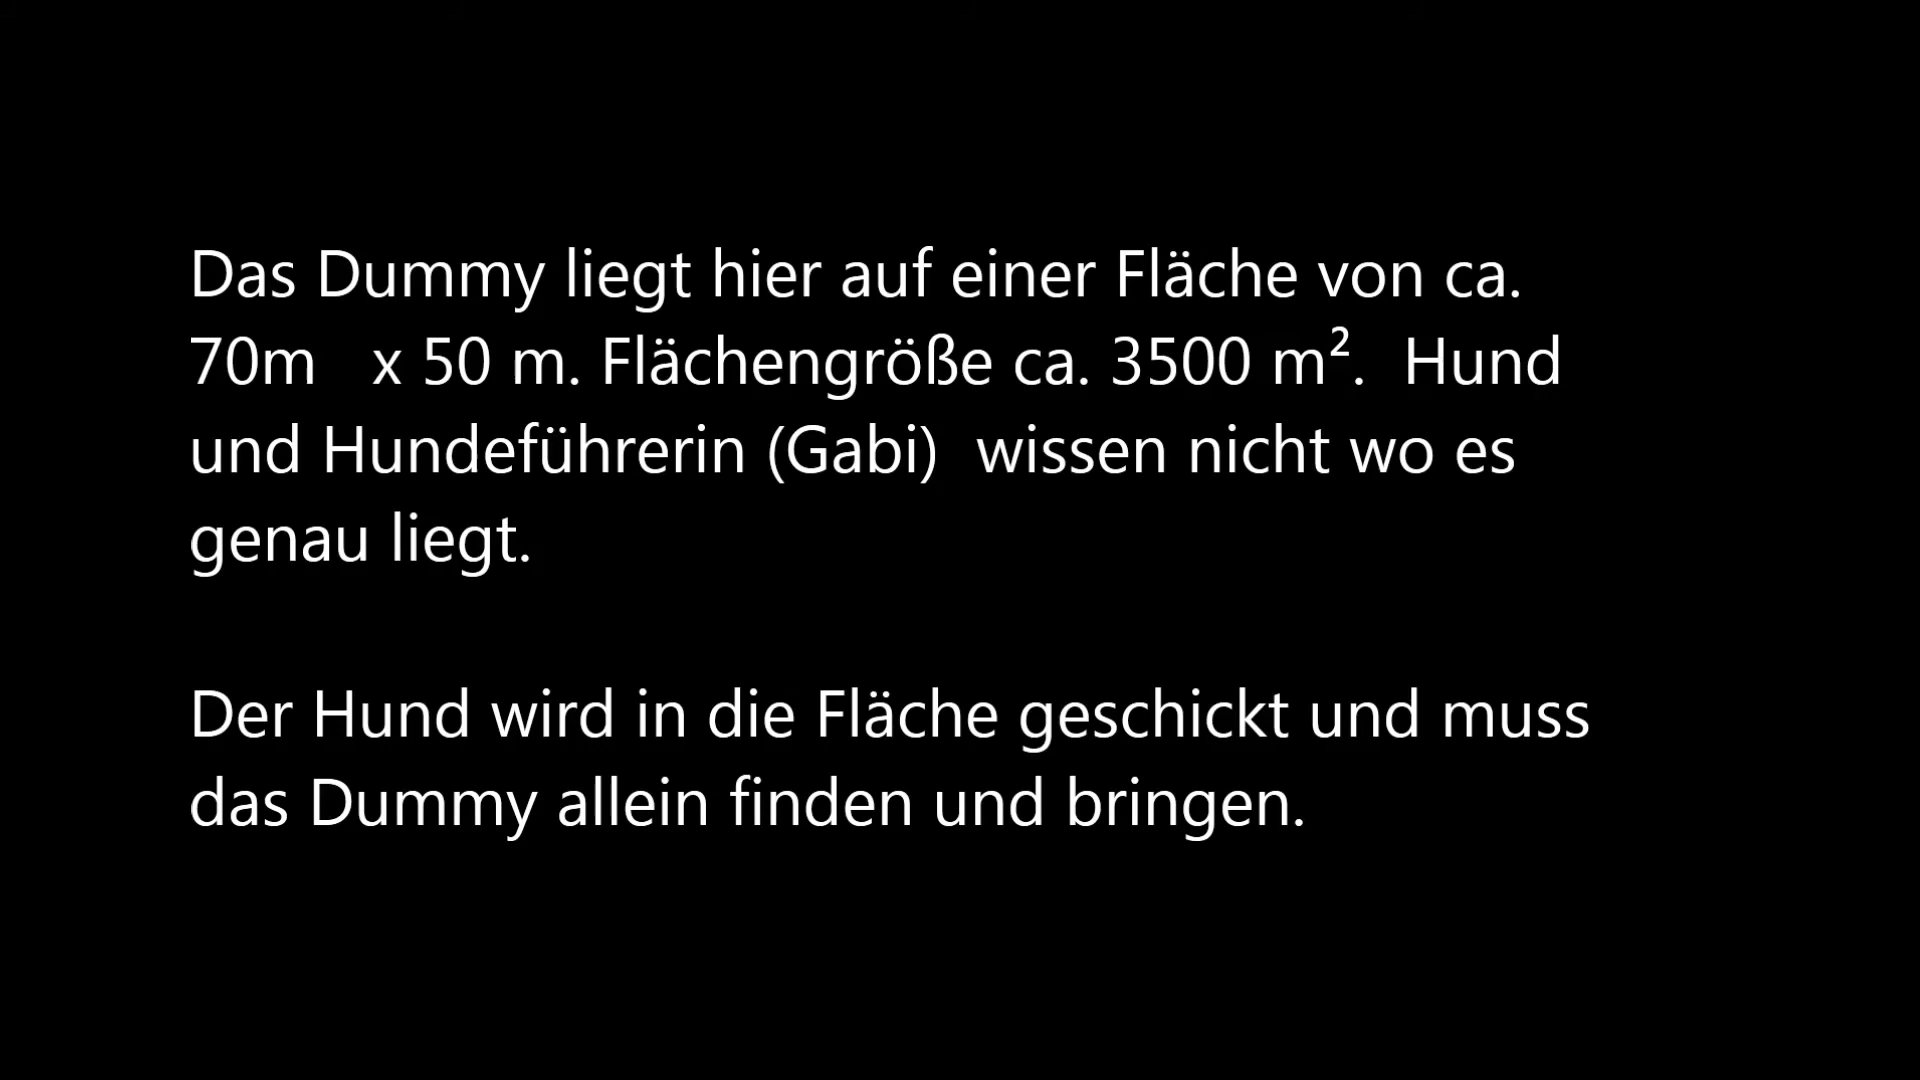 Das Dummy liegt hier auf einer Fläche von ca.
70m   x 50 m. Flächengröße ca. 3500 m².  Hund
und Hundeführerin (Gabi)  wissen nicht wo es
genau liegt.

Der Hund wird in die Fläche geschickt und muss
das Dummy allein finden und bringen.